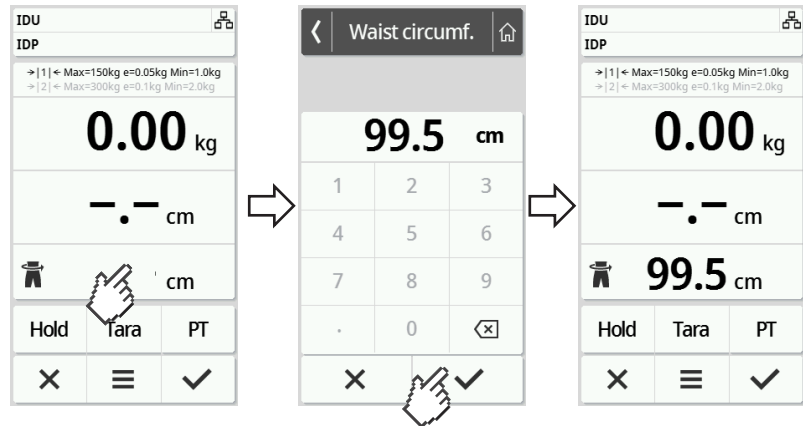 IDU
IDP
→|1|← Max=150kg e=0.05kg Min=1.0kg
→|2|← Max=300kg e=0.1kg Min=2.0kg
0.00 kg
–.– cm
cm
Hold Tara PT
Waist circumf.
99.5 cm
1 2 3
4 5 6
7 8 9
. 0
IDU
IDP
→|1|← Max=150kg e=0.05kg Min=1.0kg
→|2|← Max=300kg e=0.1kg Min=2.0kg
0.00 kg
–.– cm
99.5 cm
Hold Tara PT